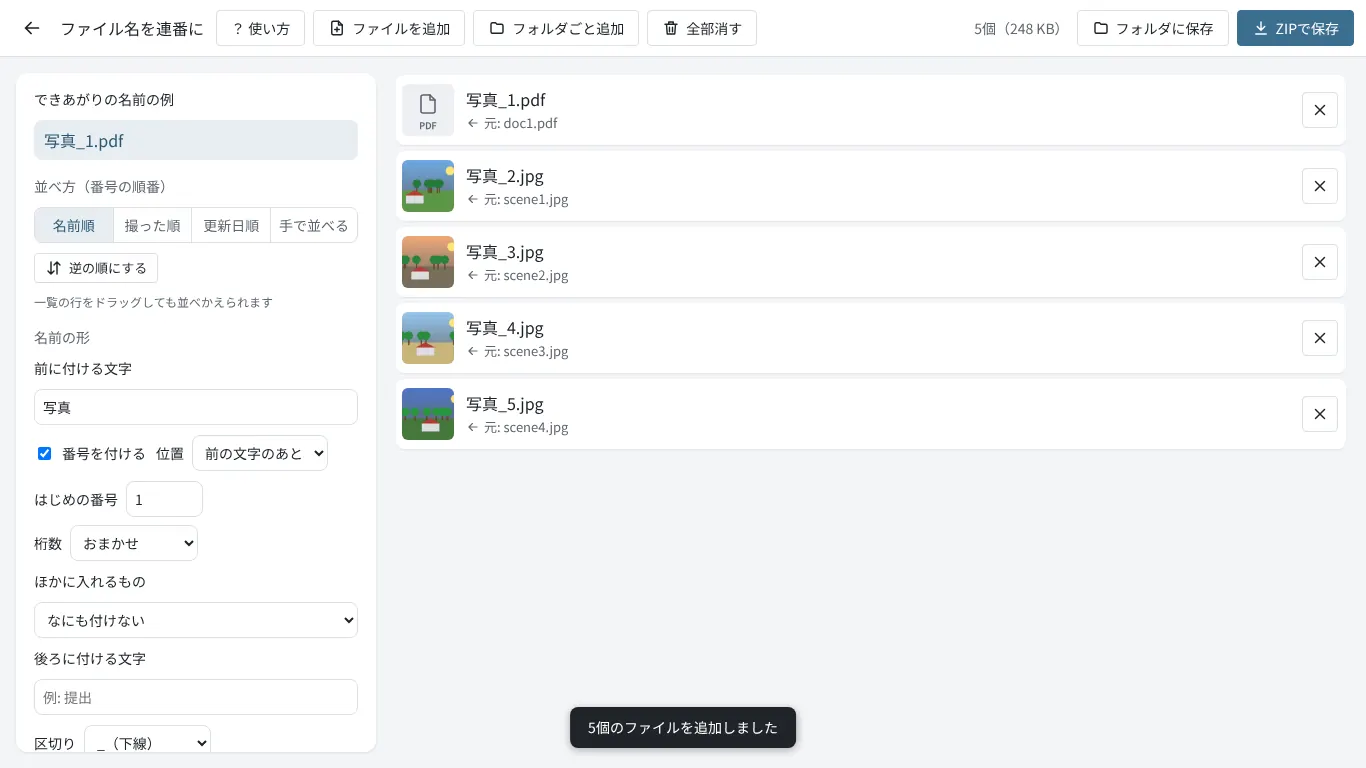 ファイル名を連番に
? 使い方
ファイルを追加
フォルダごと追加
全部消す
5個（248 KB）
フォルダに保存
ZIPで保存
できあがりの名前の例
写真_1.pdf
並べ方（番号の順番）
名前順 撮った順 更新日順 手で並べる
逆の順にする
一覧の行をドラッグしても並べかえられます
名前の形
前に付ける文字
写真
番号を付ける 位置 前の文字のあと
はじめの番号 1
桁数 おまかせ
ほかに入れるもの
なにも付けない
後ろに付ける文字
例: 提出
区切り _（下線）
PDF
写真_1.pdf
← 元: doc1.pdf
写真_2.jpg
← 元: scene1.jpg
写真_3.jpg
← 元: scene2.jpg
写真_4.jpg
← 元: scene3.jpg
写真_5.jpg
← 元: scene4.jpg
5個のファイルを追加しました